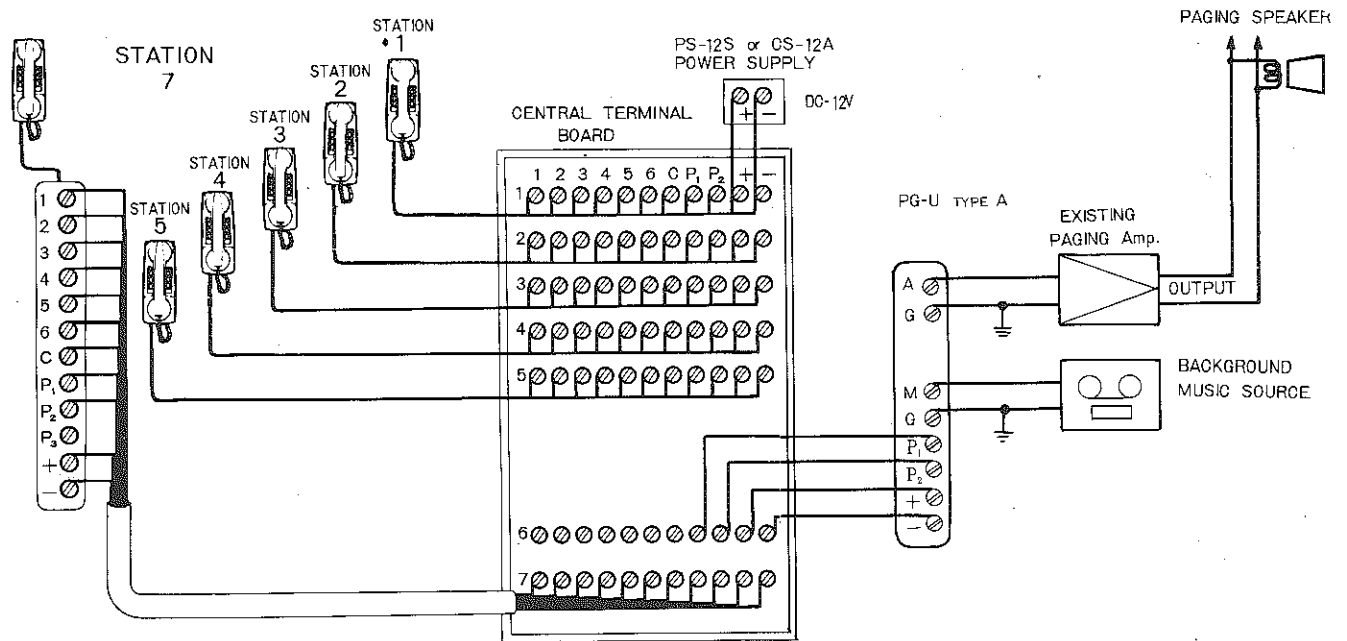 STATION
7
STATION
1
STATION
2
STATION
3
STATION
4
STATION
5
PS-12S or CS-12A
POWER SUPPLY
+ −
DC-12V
PAGING SPEAKER
CENTRAL TERMINAL
BOARD
1 2 3 4 5 6 C P₁ P₂ + −
1
2
3
4
5
6
7
1
2
3
4
5
6
C
P₁
P₂
P₃
+
−
PG-U TYPE A
A
G
M
G
P₁
P₂
+
−
EXISTING
PAGING Amp.
OUTPUT
BACKGROUND
MUSIC SOURCE